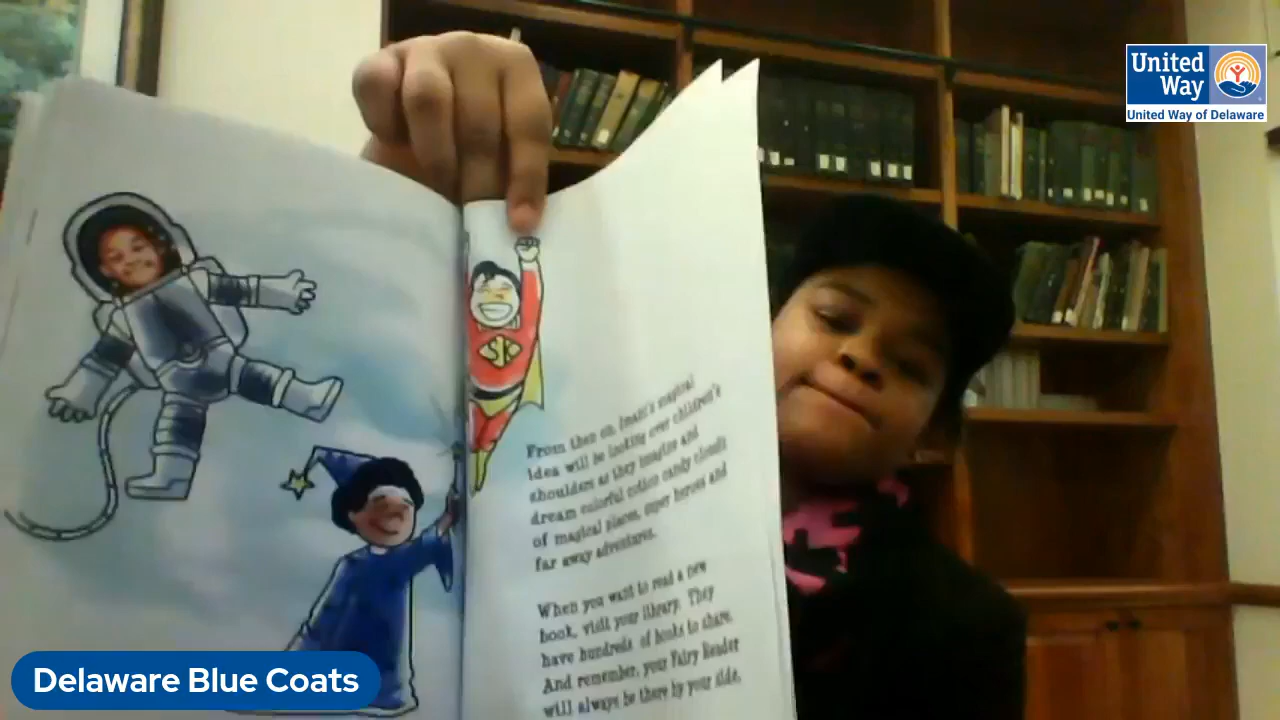 United
Way
United Way of Delaware
SR
From then on, Imani's magical
idea will be looking over children's
shoulders as they imagine and
dream colorful cotton candy clouds
of magical places, super heroes and
far away adventures.
When you want to read a new
book, visit your library. They
have hundreds of books to share.
And remember, your Fairy Reader
will always be there by your side.
Delaware Blue Coats